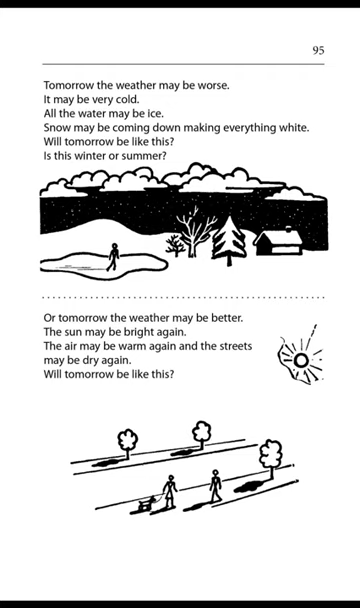 95
Tomorrow the weather may be worse.
It may be very cold.
All the water may be ice.
Snow may be coming down making everything white.
Will tomorrow be like this?
Is this winter or summer?
Or tomorrow the weather may be better.
The sun may be bright again.
The air may be warm again and the streets
may be dry again.
Will tomorrow be like this?